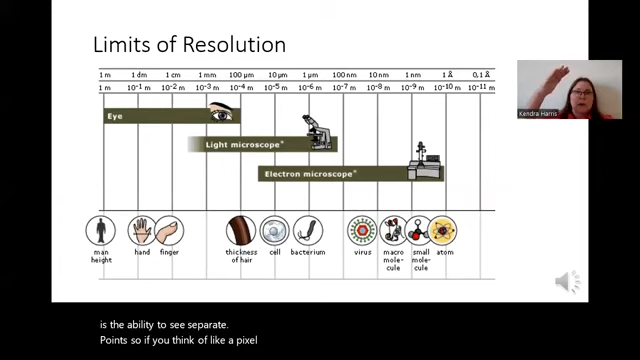 Limits of Resolution
1 m 1 dm 1 cm 1 mm 100 µm 10 µm 1 µm 100 nm 10 nm 1 nm 1 Å 0,1 Å
1 m 10⁻¹ m 10⁻² m 10⁻³ m 10⁻⁴ m 10⁻⁵ m 10⁻⁶ m 10⁻⁷ m 10⁻⁸ m 10⁻⁹ m 10⁻¹⁰ m 10⁻¹¹ m
Kendra Harris
Eye
Light microscope*
Electron microscope*
man
height
hand
finger
thickness
of hair
cell
bacterium
virus
macro
mole-
cule
small
mole-
cule
atom
is the ability to see separate.
Points so if you think of like a pixel